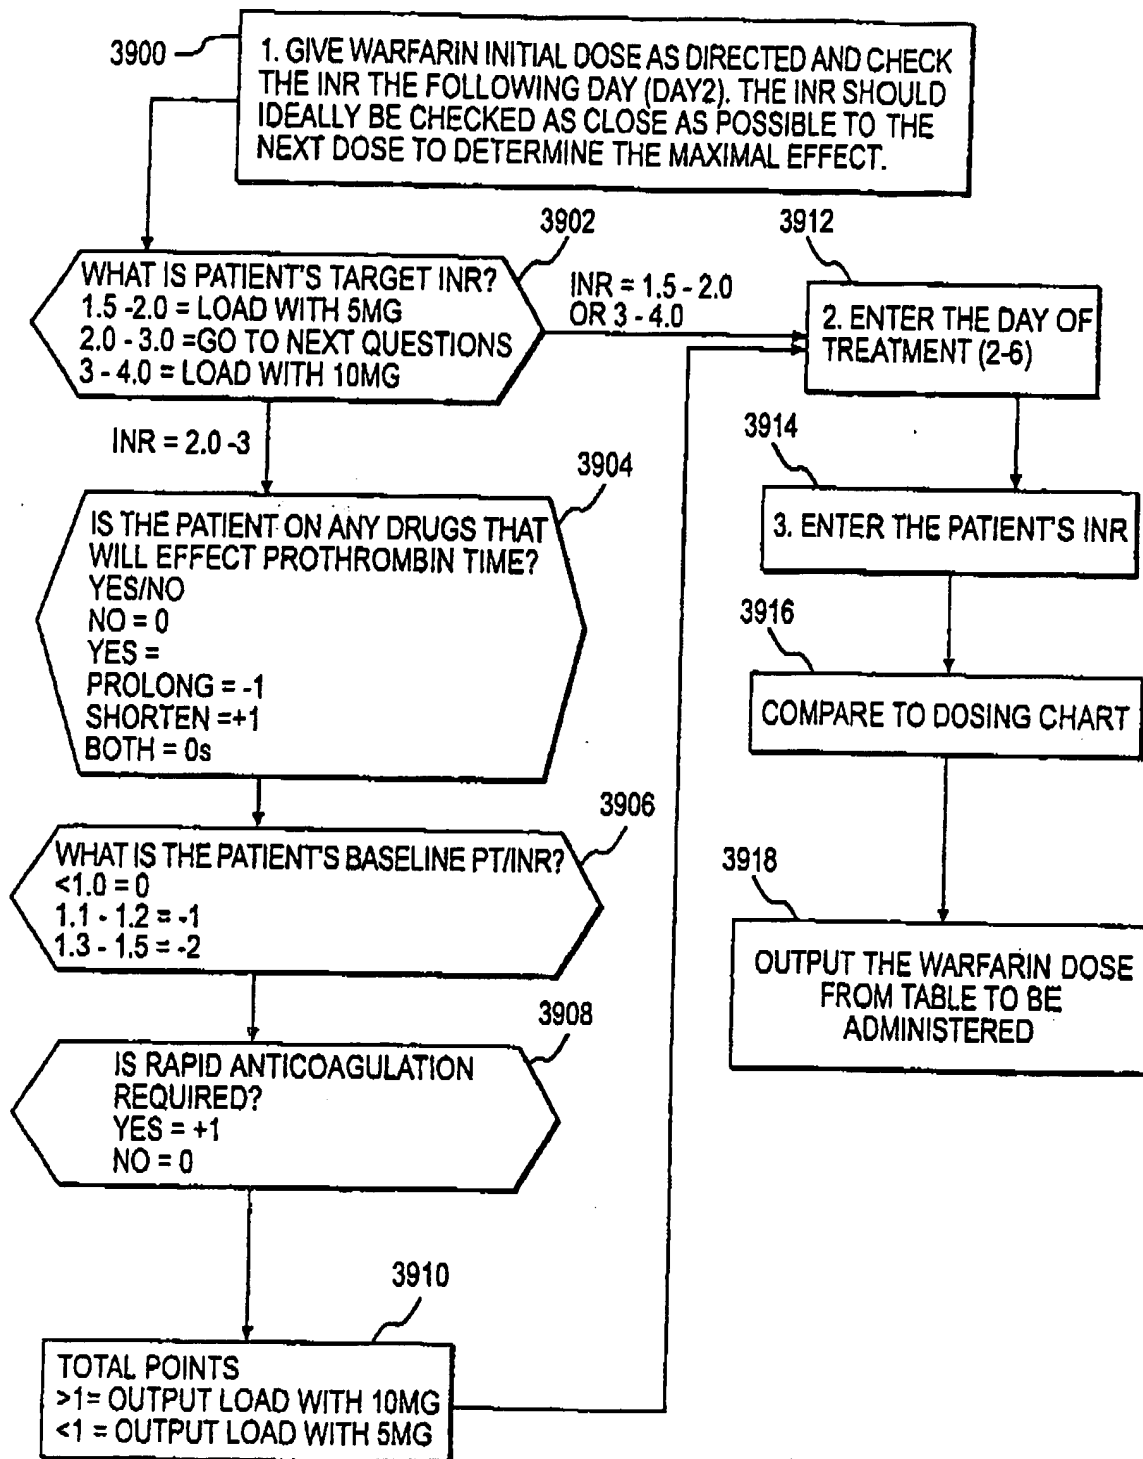 3900
1. GIVE WARFARIN INITIAL DOSE AS DIRECTED AND CHECK
THE INR THE FOLLOWING DAY (DAY2). THE INR SHOULD
IDEALLY BE CHECKED AS CLOSE AS POSSIBLE TO THE
NEXT DOSE TO DETERMINE THE MAXIMAL EFFECT.
3902
WHAT IS PATIENT'S TARGET INR?
1.5 -2.0 = LOAD WITH 5MG
2.0 - 3.0 =GO TO NEXT QUESTIONS
3 - 4.0 = LOAD WITH 10MG
INR = 1.5 - 2.0
OR 3 - 4.0
INR = 2.0 -3
3904
IS THE PATIENT ON ANY DRUGS THAT
WILL EFFECT PROTHROMBIN TIME?
YES/NO
NO = 0
YES =
PROLONG = -1
SHORTEN =+1
BOTH = 0s
3906
WHAT IS THE PATIENT'S BASELINE PT/INR?
<1.0 = 0
1.1 - 1.2 = -1
1.3 - 1.5 = -2
3908
IS RAPID ANTICOAGULATION
REQUIRED?
YES = +1
NO = 0
3910
TOTAL POINTS
>1= OUTPUT LOAD WITH 10MG
<1 = OUTPUT LOAD WITH 5MG
3912
2. ENTER THE DAY OF
TREATMENT (2-6)
3914
3. ENTER THE PATIENT'S INR
3916
COMPARE TO DOSING CHART
3918
OUTPUT THE WARFARIN DOSE
FROM TABLE TO BE
ADMINISTERED